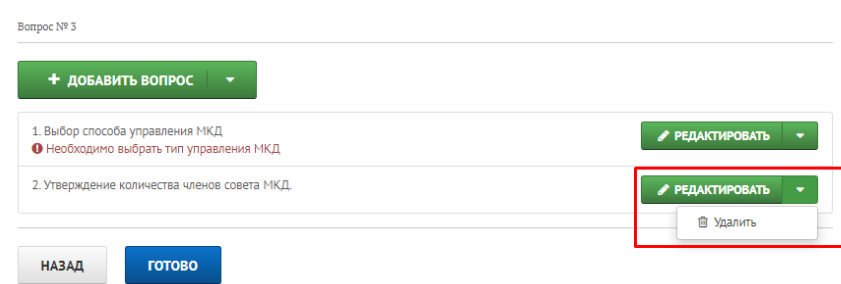 Вопрос № 3
ДОБАВИТЬ ВОПРОС
1. Выбор способа управления МКД
РЕДАКТИРОВАТЬ
Необходимо выбрать тип управления МКД
2. Утверждение количества членов совета МКД.
РЕДАКТИРОВАТЬ
Удалить
НАЗАД
ГОТОВО